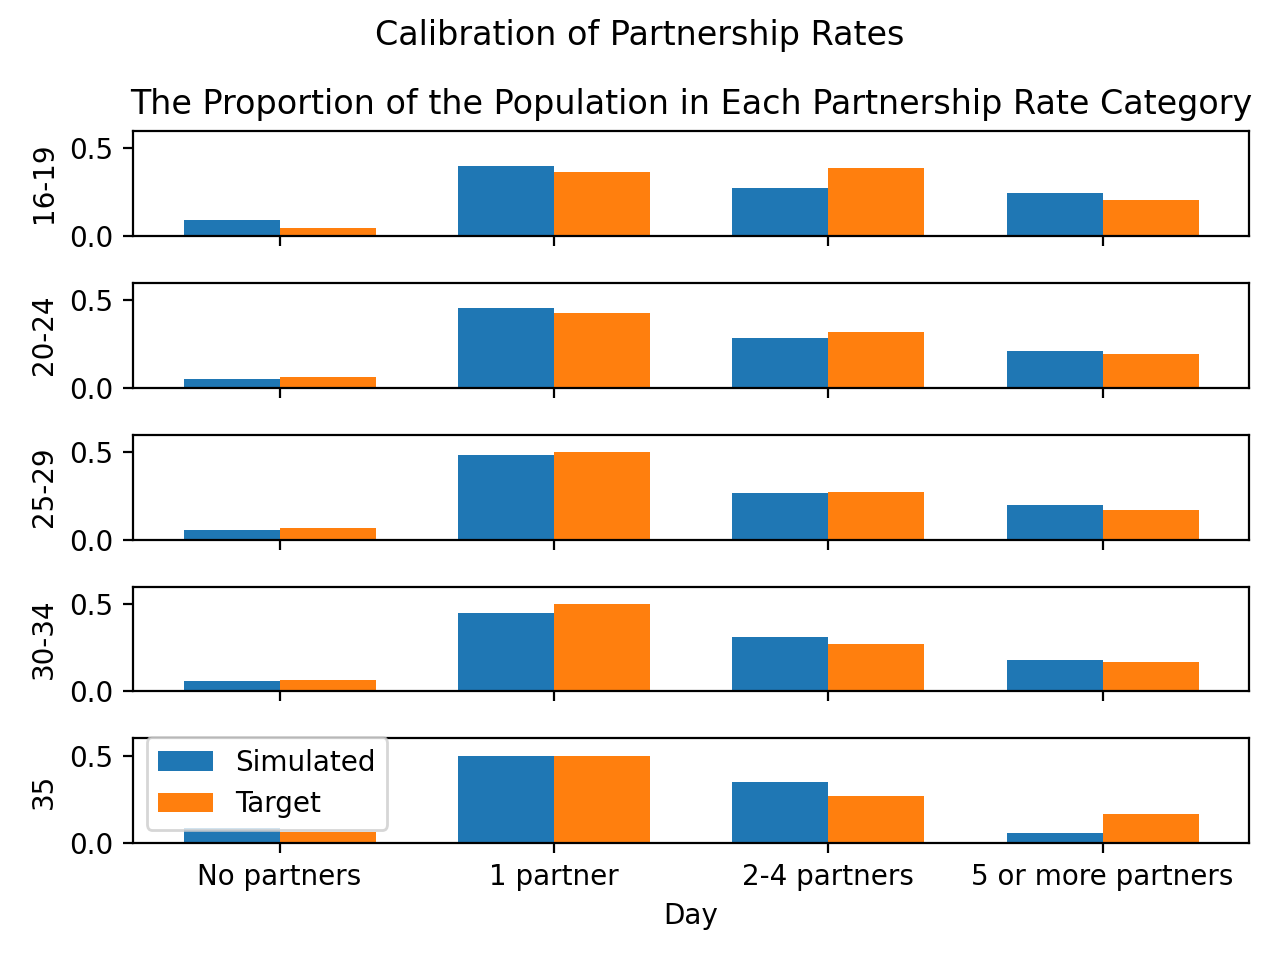 Calibration of Partnership Rates
The Proportion of the Population in Each Partnership Rate Category
0.5
0.0
16-19
0.5
0.0
20-24
0.5
0.0
25-29
0.5
0.0
30-34
0.5
0.0
35
Simulated
Target
No partners
1 partner
2-4 partners
5 or more partners
Day